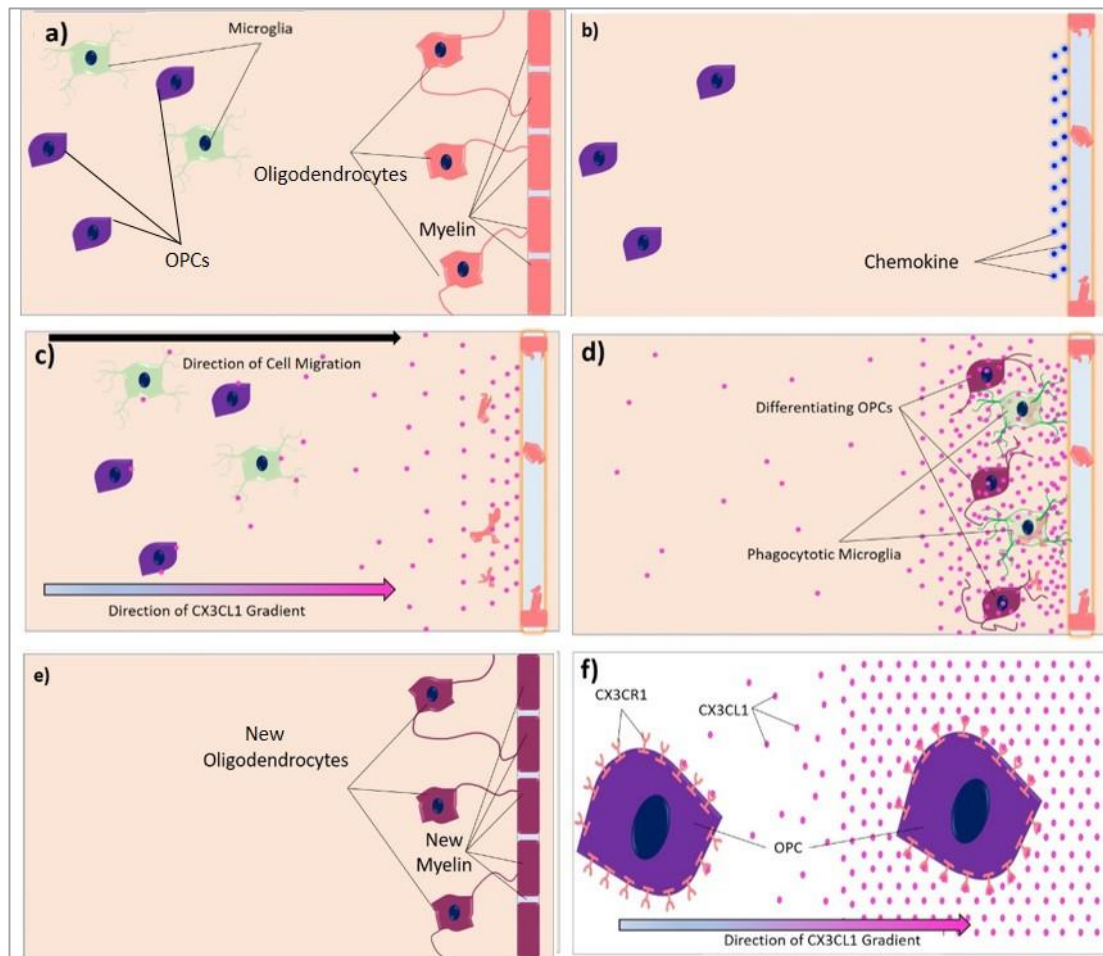 a)
Microglia
Oligodendrocytes
Myelin
OPCs
b)
Chemokine
c)
Direction of Cell Migration
Direction of CX3CL1 Gradient
d)
Differentiating OPCs
Phagocytotic Microglia
e)
New
Oligodendrocytes
New
Myelin
f)
CX3CR1
CX3CL1
OPC
Direction of CX3CL1 Gradient